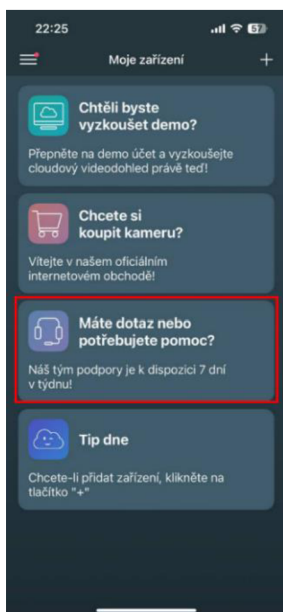 22:25
57
Moje zařízení
Chtěli byste
vyzkoušet demo?
Přepněte na demo účet a vyzkoušejte
cloudový videodohled právě teď!
Chcete si
koupit kameru?
Vítejte v našem oficiálním
internetovém obchodě!
Máte dotaz nebo
potřebujete pomoc?
Náš tým podpory je k dispozici 7 dní
v týdnu!
Tip dne
Chcete-li přidat zařízení, klikněte na
tlačítko "+"